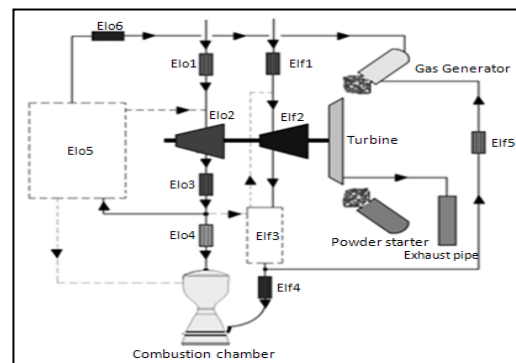 Elo6
Elo1
Elf1
Gas Generator
Elo2
Elf2
Turbine
Elf5
Elo5
Elo3
Elo4
Elf3
Powder starter
Exhaust pipe
Elf4
Combustion chamber